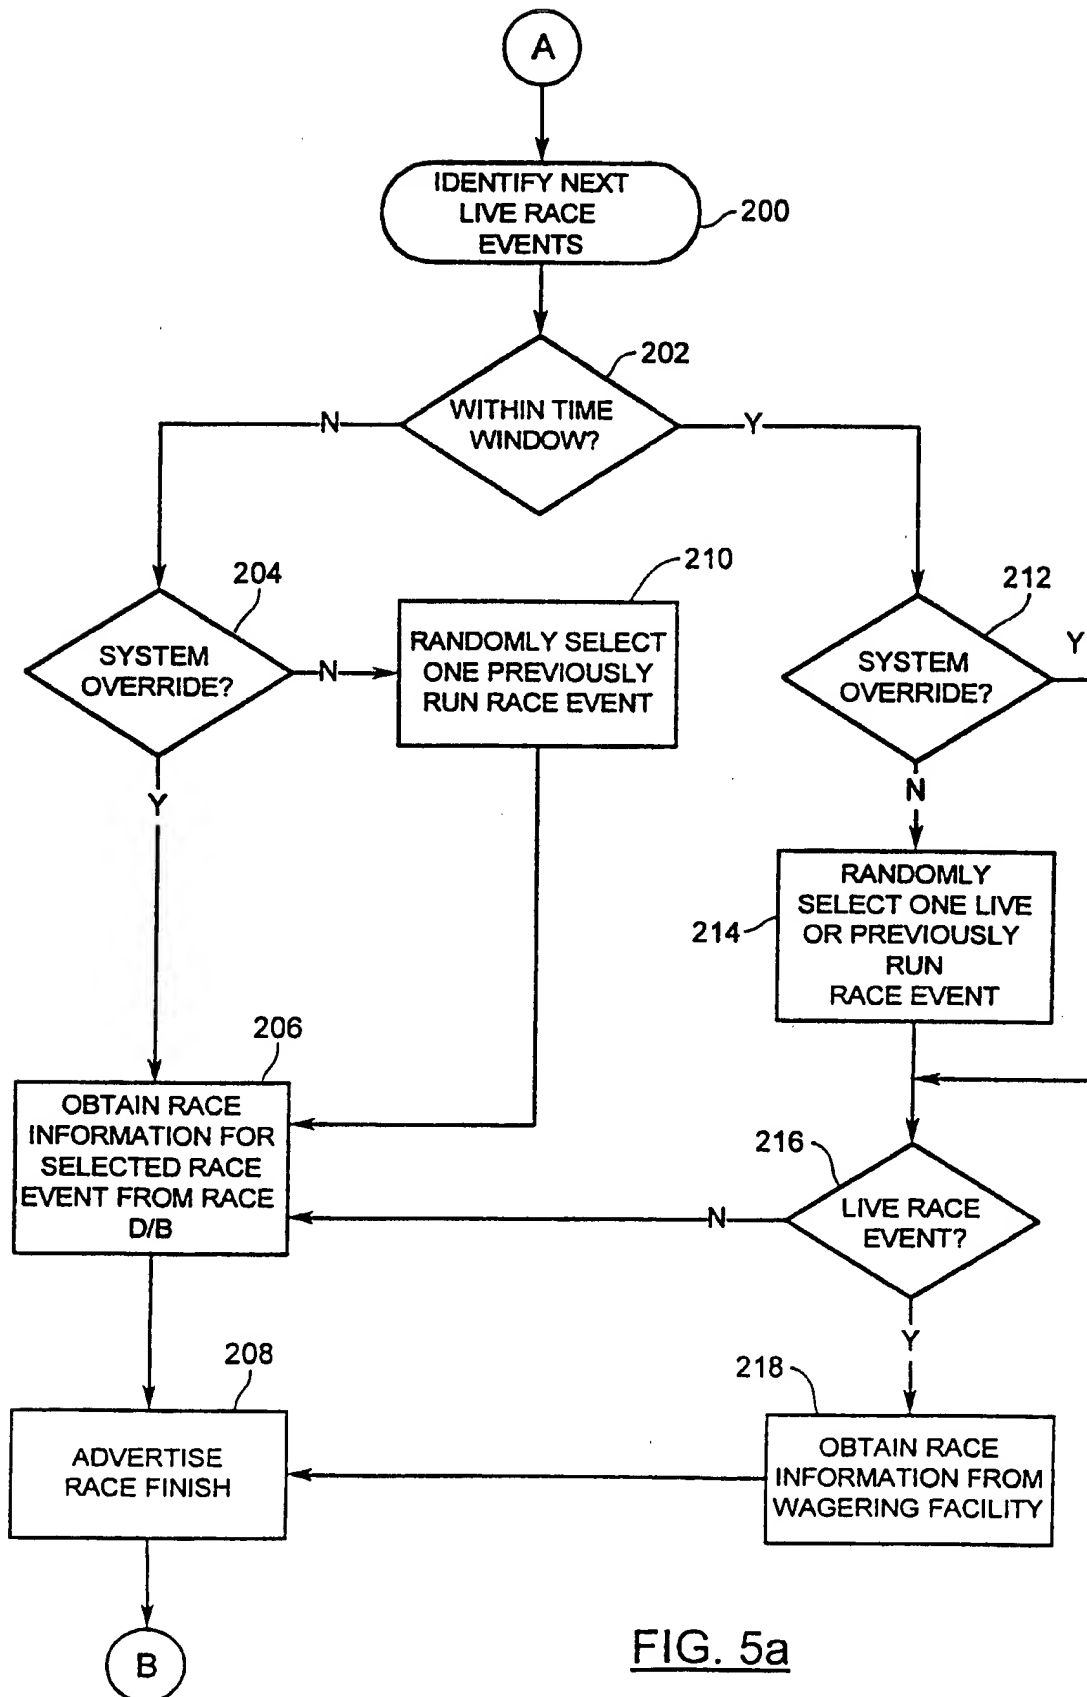 A
IDENTIFY NEXT
LIVE RACE
EVENTS
200
202
WITHIN TIME
WINDOW?
N
Y
204
SYSTEM
OVERRIDE?
N
Y
210
RANDOMLY SELECT
ONE PREVIOUSLY
RUN RACE EVENT
212
SYSTEM
OVERRIDE?
Y
N
214
RANDOMLY
SELECT ONE LIVE
OR PREVIOUSLY
RUN
RACE EVENT
206
OBTAIN RACE
INFORMATION FOR
SELECTED RACE
EVENT FROM RACE
D/B
216
LIVE RACE
EVENT?
N
Y
208
ADVERTISE
RACE FINISH
218
OBTAIN RACE
INFORMATION FROM
WAGERING FACILITY
B
FIG. 5a